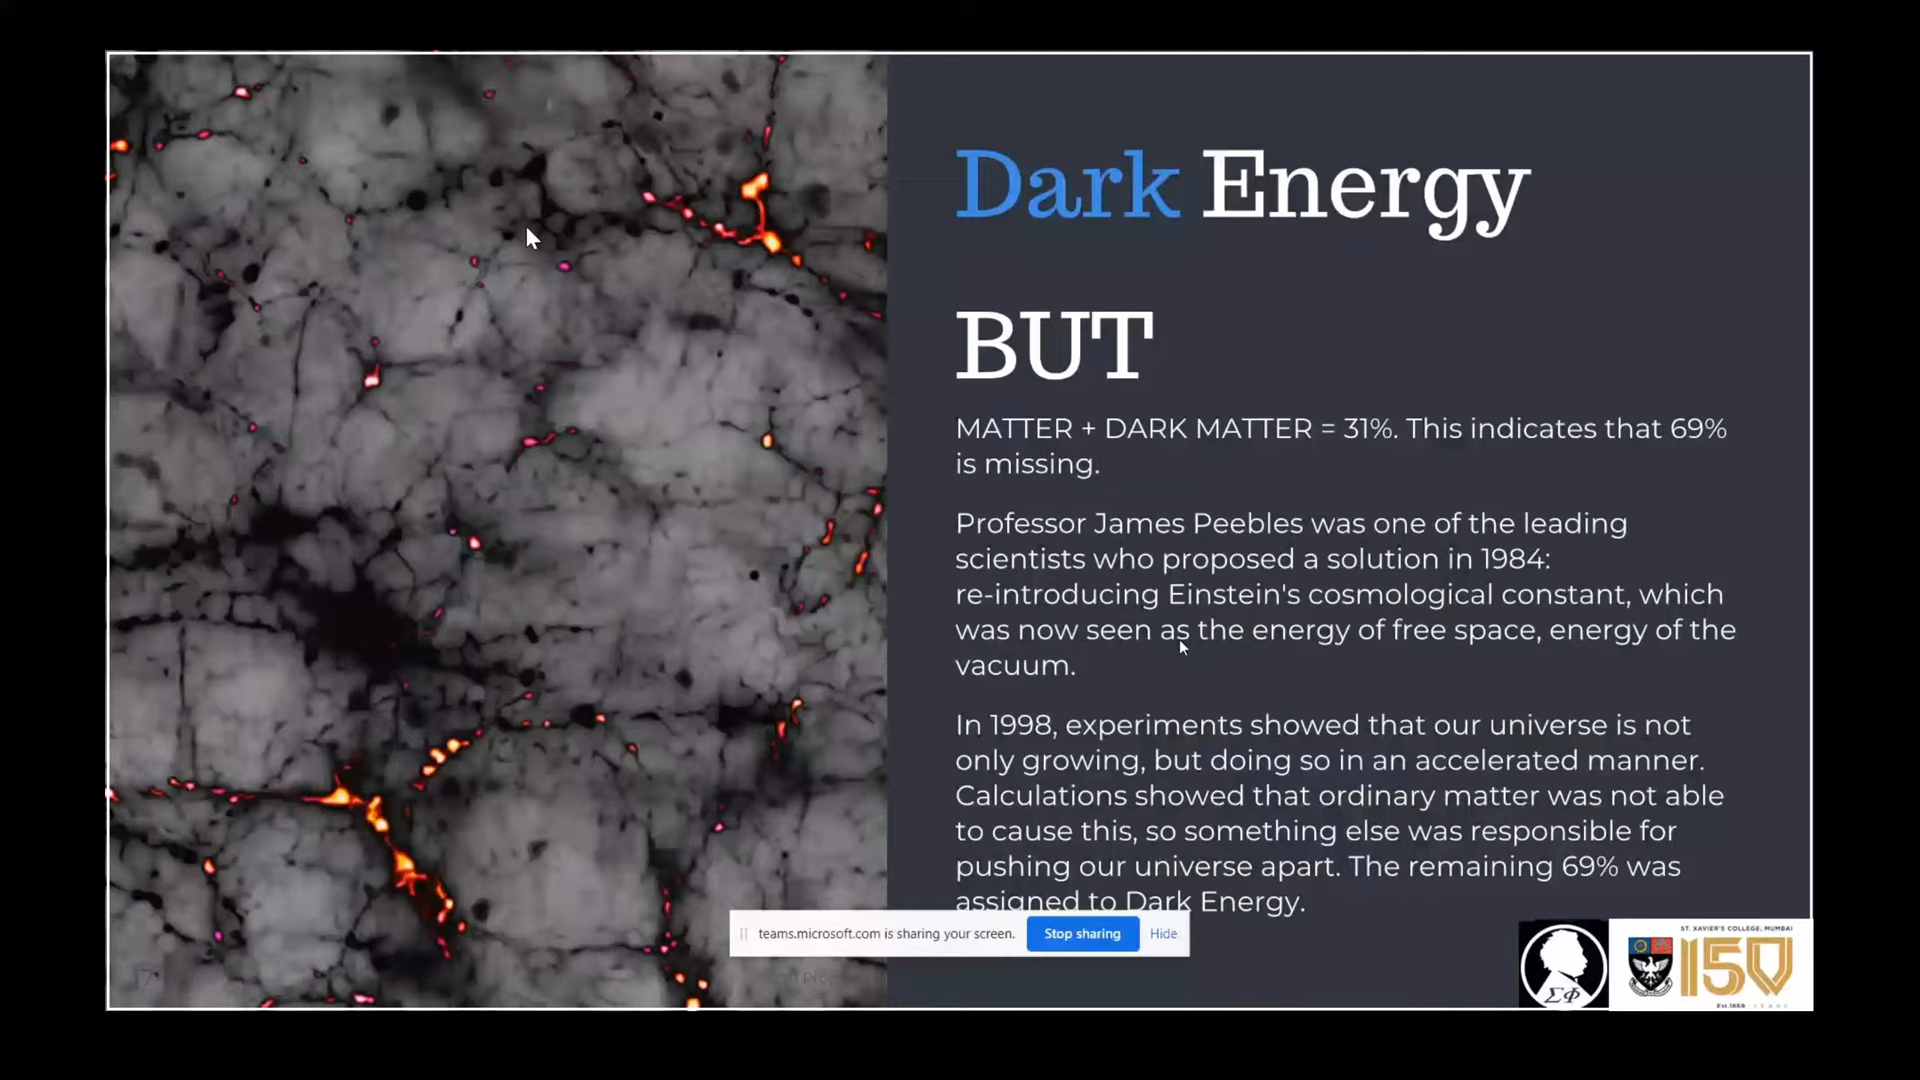 Dark Energy
BUT
MATTER + DARK MATTER = 31%. This indicates that 69%
is missing.
Professor James Peebles was one of the leading
scientists who proposed a solution in 1984:
re-introducing Einstein's cosmological constant, which
was now seen as the energy of free space, energy of the
vacuum.
In 1998, experiments showed that our universe is not
only growing, but doing so in an accelerated manner.
Calculations showed that ordinary matter was not able
to cause this, so something else was responsible for
pushing our universe apart. The remaining 69% was
assigned to Dark Energy.
teams.microsoft.com is sharing your screen.
Stop sharing
Hide
ΣΦ
ST. XAVIER'S COLLEGE, MUMBAI
150
Est.1869 YEARS
17